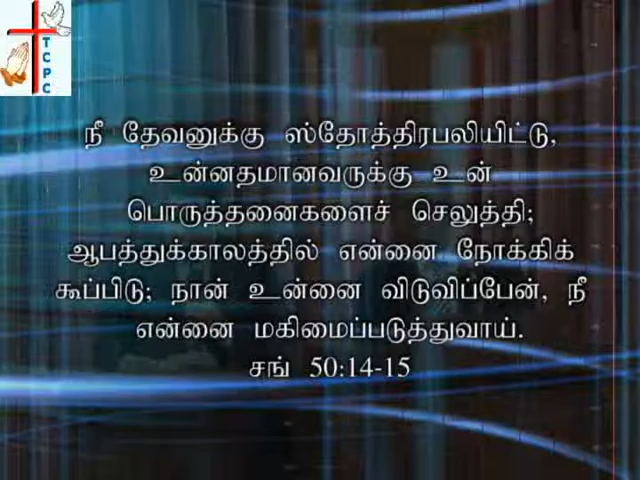 TCPC
நீ தேவனுக்கு ஸ்தோத்திரபலியிட்டு,
உன்னதமானவருக்கு உன்
பொருத்தனைகளைச் செலுத்தி;
ஆபத்துக்காலத்தில் என்னை நோக்கிக்
கூப்பிடு; நான் உன்னை விடுவிப்பேன், நீ
என்னை மகிமைப்படுத்துவாய்.
சங் 50:14-15